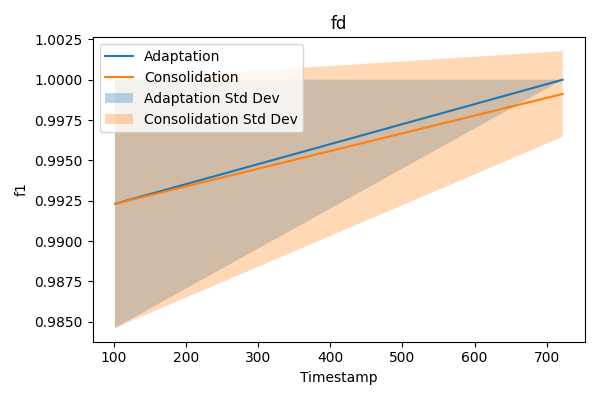 fd
1.0025
1.0000
0.9975
0.9950
0.9925
0.9900
0.9875
0.9850
f1
Adaptation
Consolidation
Adaptation Std Dev
Consolidation Std Dev
100 200 300 400 500 600 700
Timestamp